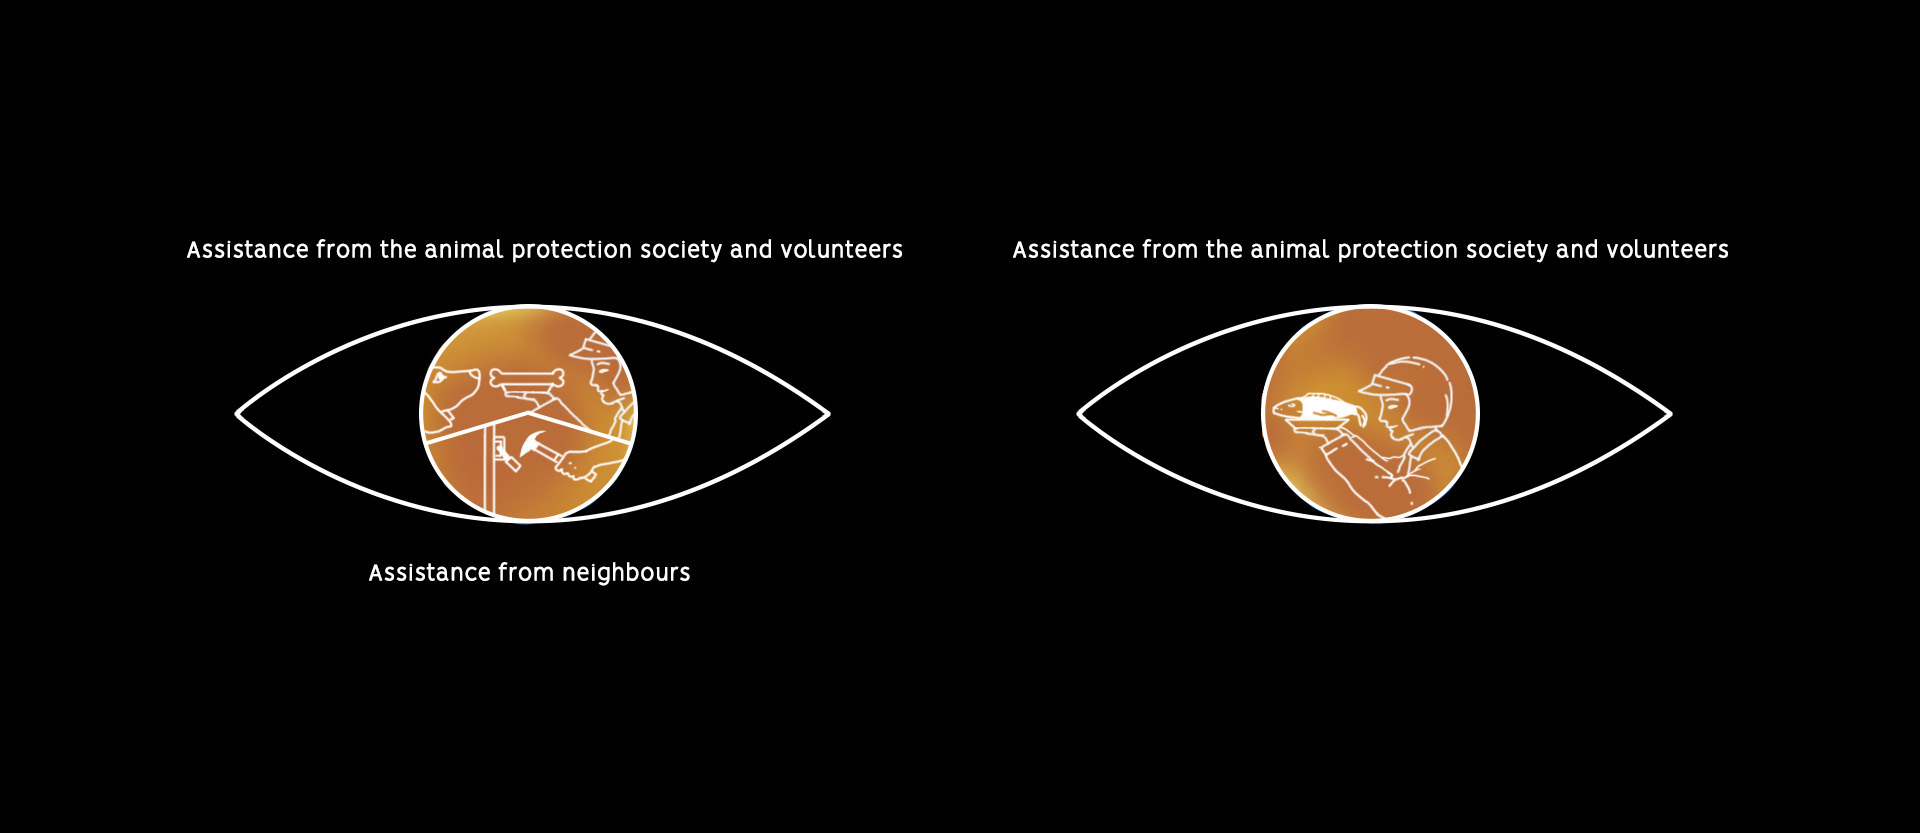 Assistance from the animal protection society and volunteers
Assistance from the animal protection society and volunteers
Assistance from neighbours